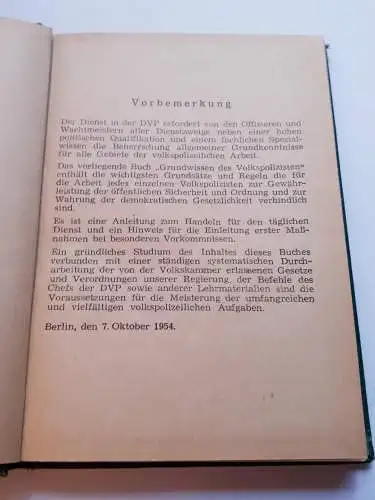 Vorbemerkung
Der Dienst in der DVP erfordert von den Offizieren und
Wachtmeistern aller Dienstzweige neben einer hohen
politischen Qualifikation und einem fachlichen Spezial-
wissen die Beherrschung allgemeiner Grundkenntnisse
für alle Gebiete der volkspolizeilichen Arbeit.
Das vorliegende Buch „Grundwissen des Volkspolizisten“
enthält die wichtigsten Grundsätze und Regeln die für
die Arbeit jedes einzelnen Volkspolizisten zur Gewähr-
leistung der öffentlichen Sicherheit und Ordnung und zur
Wahrung der demokratischen Gesetzlichkeit verbindlich
sind.
Es ist eine Anleitung zum Handeln für den täglichen
Dienst und ein Hinweis für die Einleitung erster Maß-
nahmen bei besonderen Vorkommnissen.
Ein gründliches Studium des Inhaltes dieses Buches
verbunden mit einer ständigen systematischen Durch-
arbeitung der von der Volkskammer erlassenen Gesetze
und Verordnungen unserer Regierung, der Befehle des
Chefs der DVP sowie anderer Lehrmaterialien sind die
Voraussetzungen für die Meisterung der umfangreichen
und vielfältigen volkspolizeilichen Aufgaben.
Berlin, den 7. Oktober 1954.